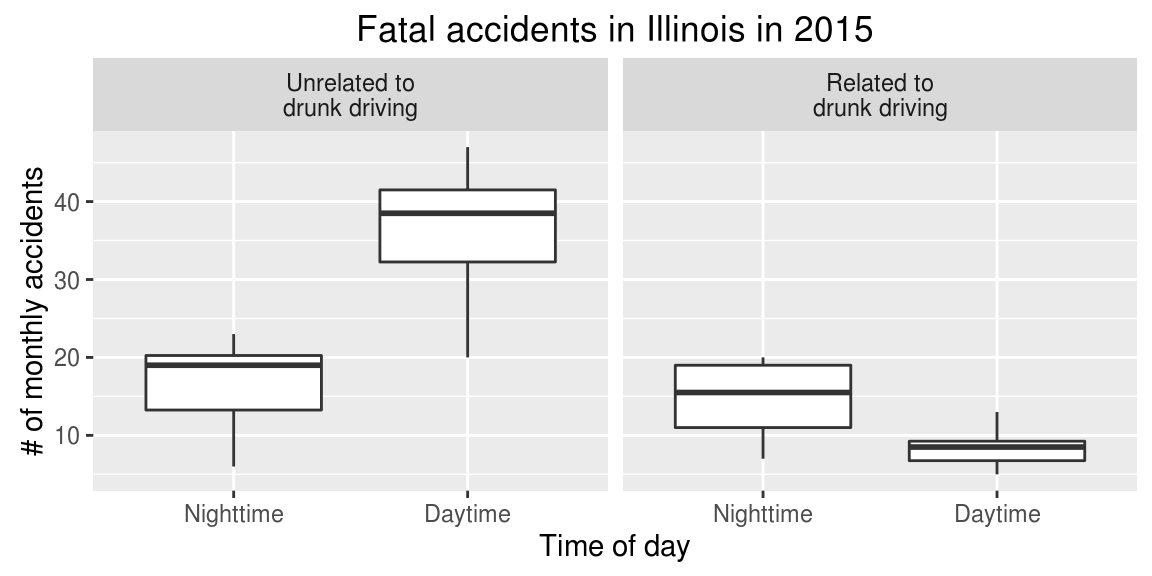 Fatal accidents in Illinois in 2015
Unrelated to
drunk driving
Related to
drunk driving
# of monthly accidents
40
30
20
10
Nighttime
Daytime
Nighttime
Daytime
Time of day